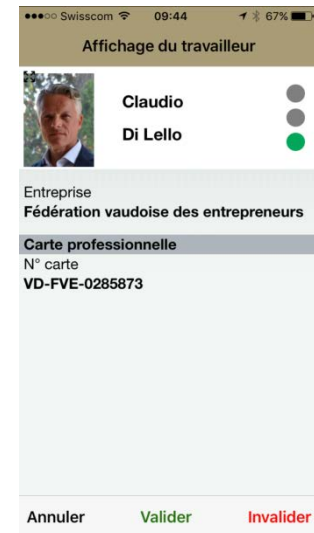 Swisscom 09:44 67%
Affichage du travailleur
Claudio
Di Lello
Entreprise
Fédération vaudoise des entrepreneurs
Carte professionnelle
N° carte
VD-FVE-0285873
Annuler Valider Invalider